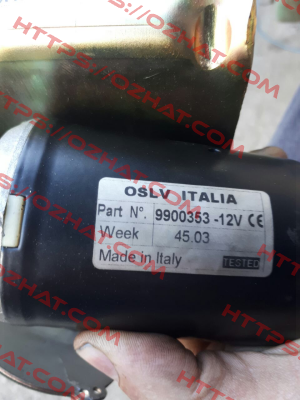 HTTPS://OZHAT.COM
OSLV ITALIA
Part N°. 9900353 -12V CE
Week 45.03
Made in Italy TESTED